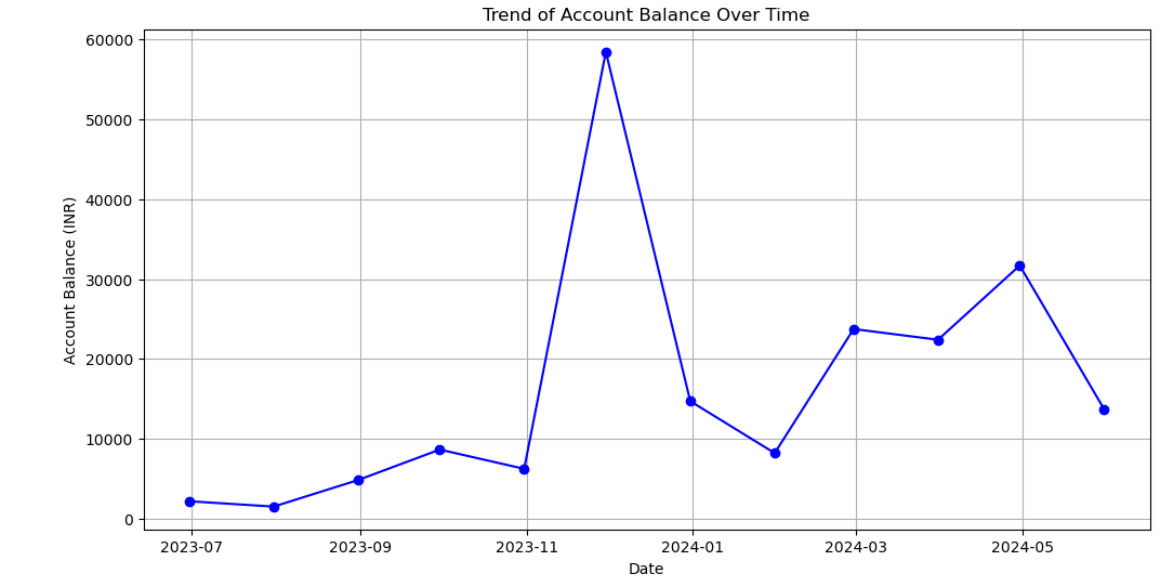 Trend of Account Balance Over Time
60000
50000
40000
30000
20000
10000
0
Account Balance (INR)
2023-07 2023-09 2023-11 2024-01 2024-03 2024-05
Date